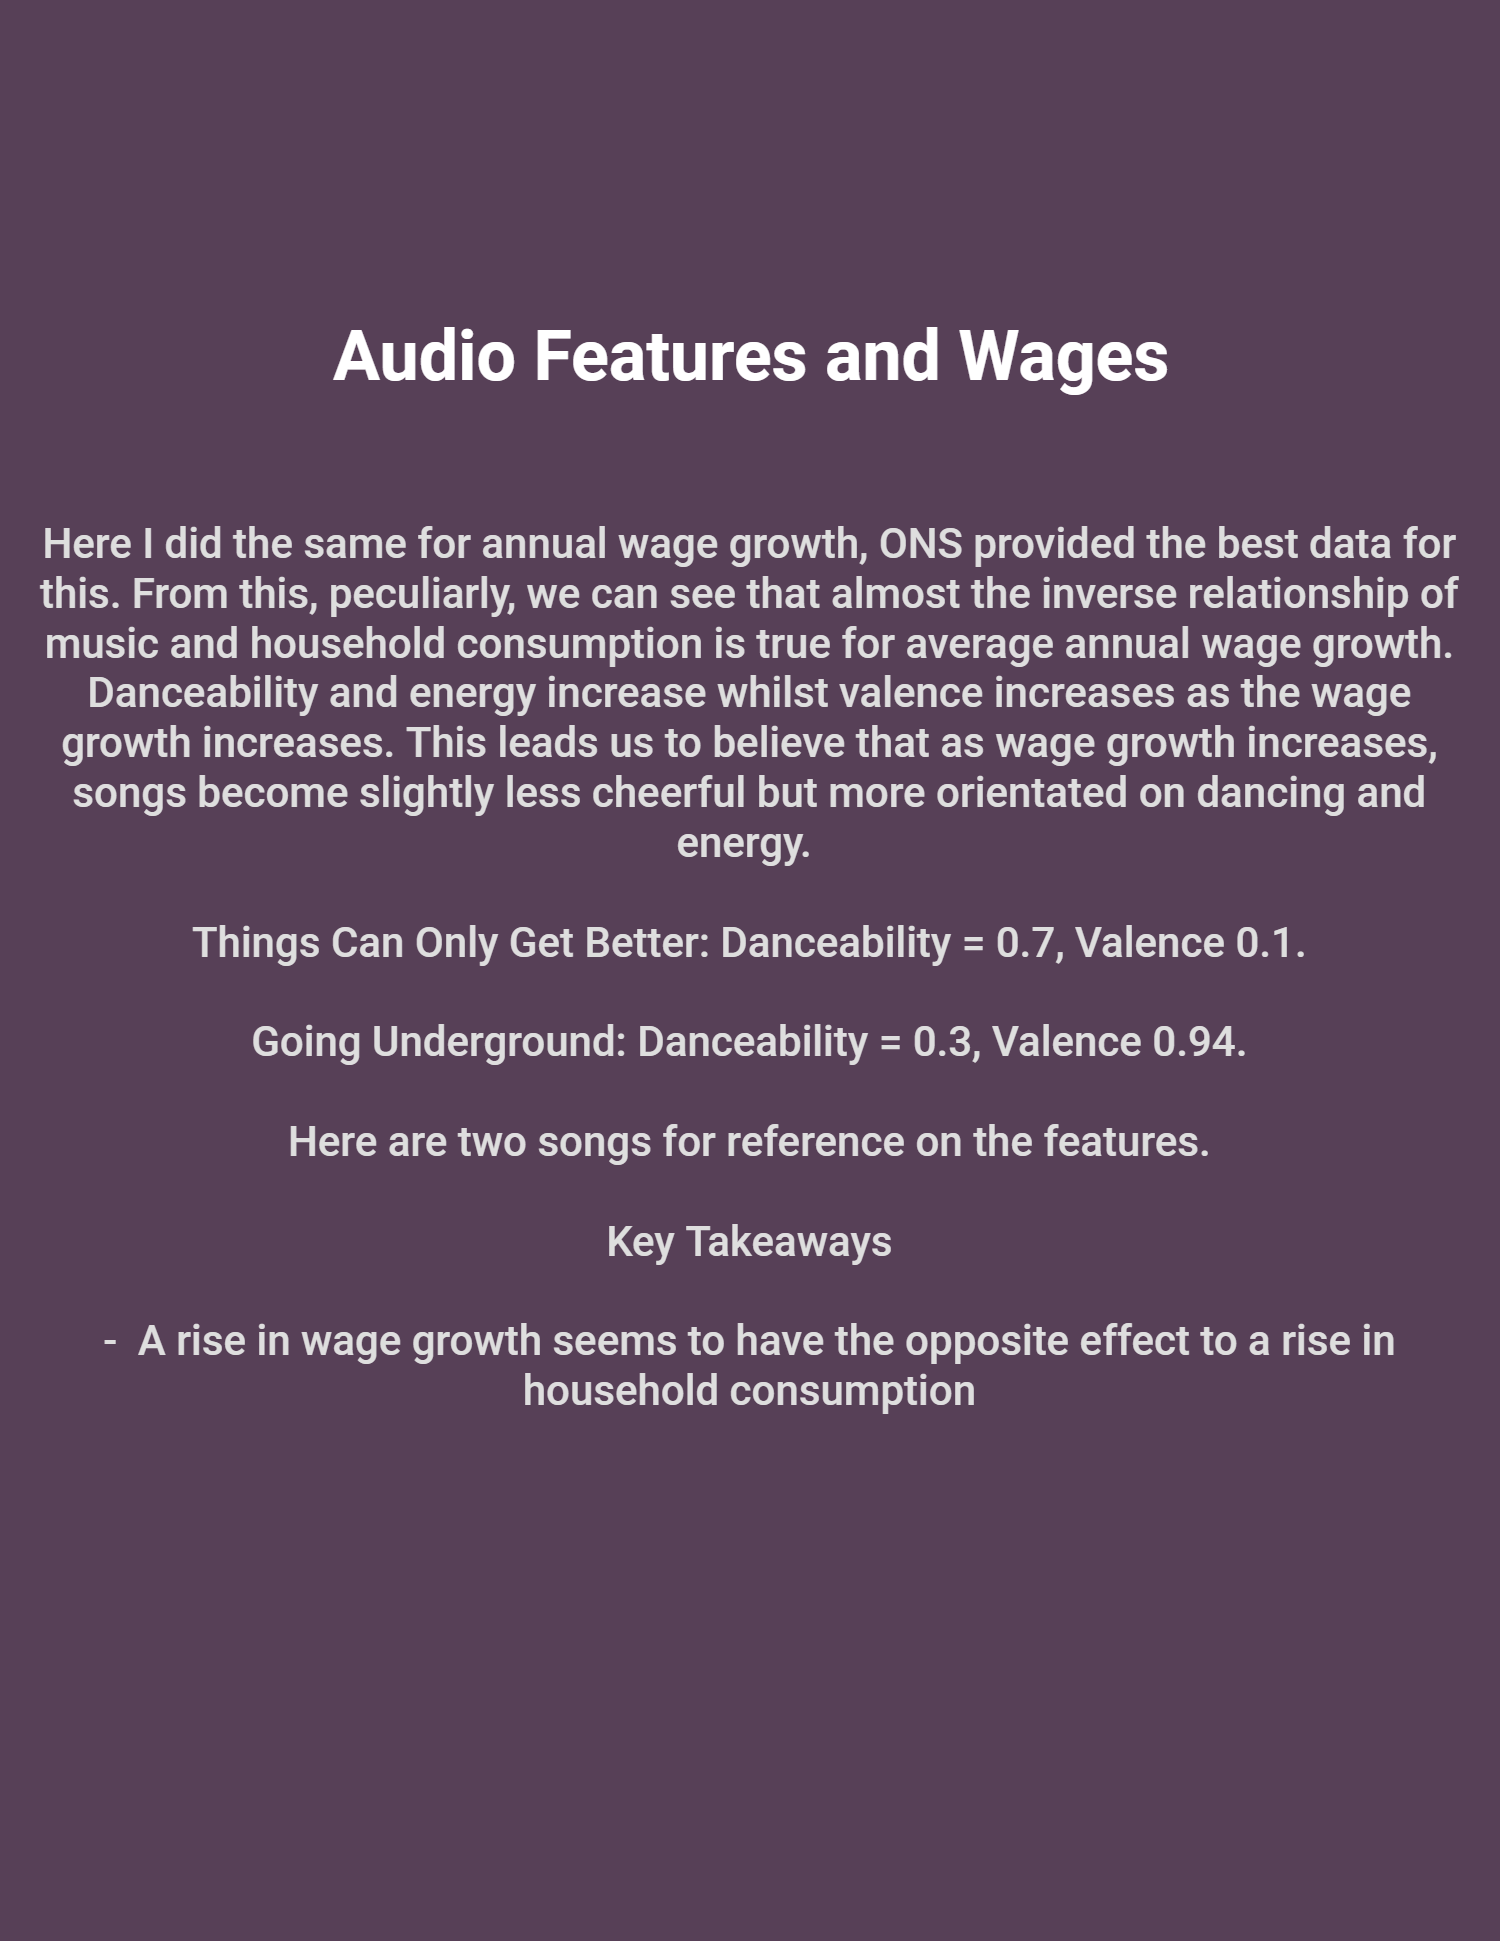 Audio Features and Wages
Here I did the same for annual wage growth, ONS provided the best data for
this. From this, peculiarly, we can see that almost the inverse relationship of
music and household consumption is true for average annual wage growth.
Danceability and energy increase whilst valence increases as the wage
growth increases. This leads us to believe that as wage growth increases,
songs become slightly less cheerful but more orientated on dancing and
energy.
Things Can Only Get Better: Danceability = 0.7, Valence 0.1.
Going Underground: Danceability = 0.3, Valence 0.94.
Here are two songs for reference on the features.
Key Takeaways
- A rise in wage growth seems to have the opposite effect to a rise in
household consumption